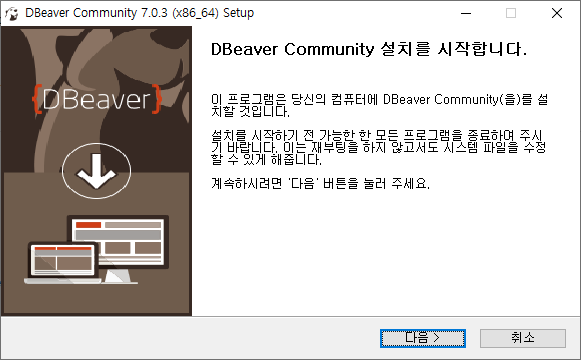 DBeaver Community 7.0.3 (x86_64) Setup
{DBeaver}
DBeaver Community 설치를 시작합니다.
이 프로그램은 당신의 컴퓨터에 DBeaver Community(을)를 설
치할 것입니다.
설치를 시작하기 전 가능한 한 모든 프로그램을 종료하여 주시
기 바랍니다. 이는 재부팅을 하지 않고서도 시스템 파일을 수정
할 수 있게 해줍니다.
계속하시려면 '다음' 버튼을 눌러 주세요.
다음 >
취소